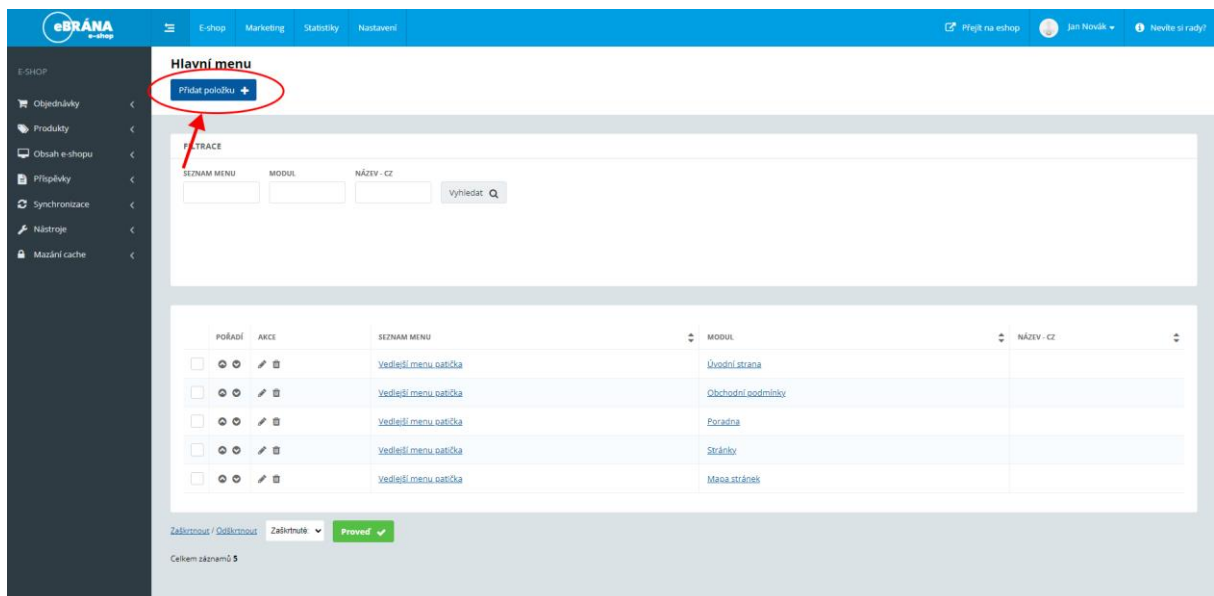 eBRÁNA
e-shop
E-shop Marketing Statistiky Nastavení Přejít na eshop Jan Novák Nevíte si rady?
E-SHOP
Objednávky
Produkty
Obsah e-shopu
Příspěvky
Synchronizace
Nástroje
Mazání cache
Hlavní menu
Přidat položku
FILTRACE
SEZNAM MENU MODUL NÁZEV - CZ
Vyhledat
POŘADÍ AKCE SEZNAM MENU MODUL NÁZEV - CZ
Vedlejší menu patička Úvodní strana
Vedlejší menu patička Obchodní podmínky
Vedlejší menu patička Poradna
Vedlejší menu patička Stránky
Vedlejší menu patička Mapa stránek
Zaškrtnout / Odškrtnout Zaškrtnuté: Proveď
Celkem záznamů 5